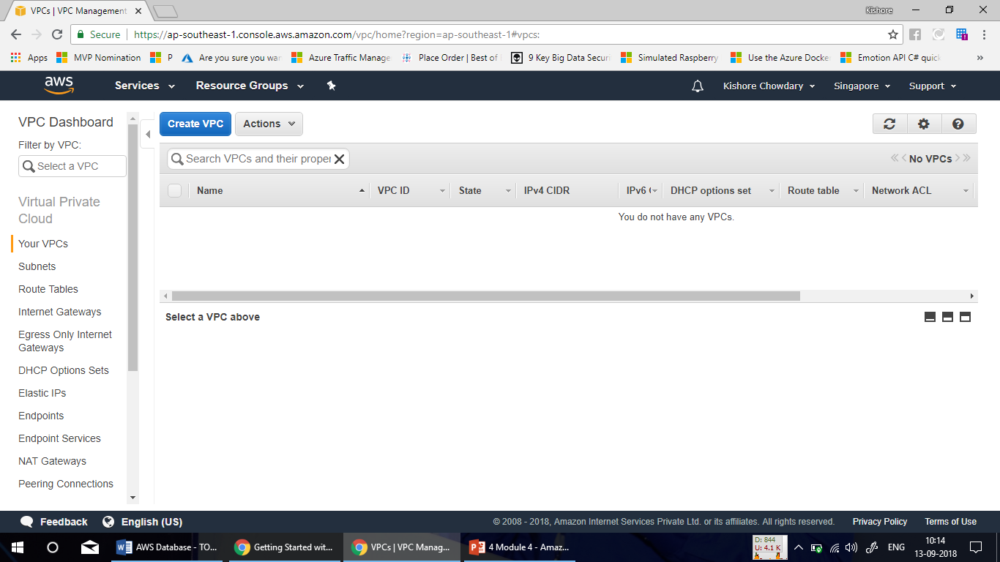 VPCs | VPC Management
Kishore
Secure
https://ap-southeast-1.console.aws.amazon.com/vpc/home?region=ap-southeast-1#vpcs:
Apps
MVP Nomination
P
Are you sure you wan
Azure Traffic Manage
Place Order | Best of
9 Key Big Data Securi
Simulated Raspberry
Use the Azure Docke
Emotion API C# quick
»
aws
Services
Resource Groups
Kishore Chowdary
Singapore
Support
VPC Dashboard
Filter by VPC:
Select a VPC
Virtual Private
Cloud
Your VPCs
Subnets
Route Tables
Internet Gateways
Egress Only Internet
Gateways
DHCP Options Sets
Elastic IPs
Endpoints
Endpoint Services
NAT Gateways
Peering Connections
Create VPC
Actions
Search VPCs and their proper
No VPCs
Name
VPC ID
State
IPv4 CIDR
IPv6 (
DHCP options set
Route table
Network ACL
You do not have any VPCs.
Select a VPC above
Feedback
English (US)
© 2008 - 2018, Amazon Internet Services Private Ltd. or its affiliates. All rights reserved.
Privacy Policy
Terms of Use
AWS Database - TO...
Getting Started wit...
VPCs | VPC Manag...
4 Module 4 - Amaz...
D: 844
U: 4.1 K
ENG
10:14
13-09-2018